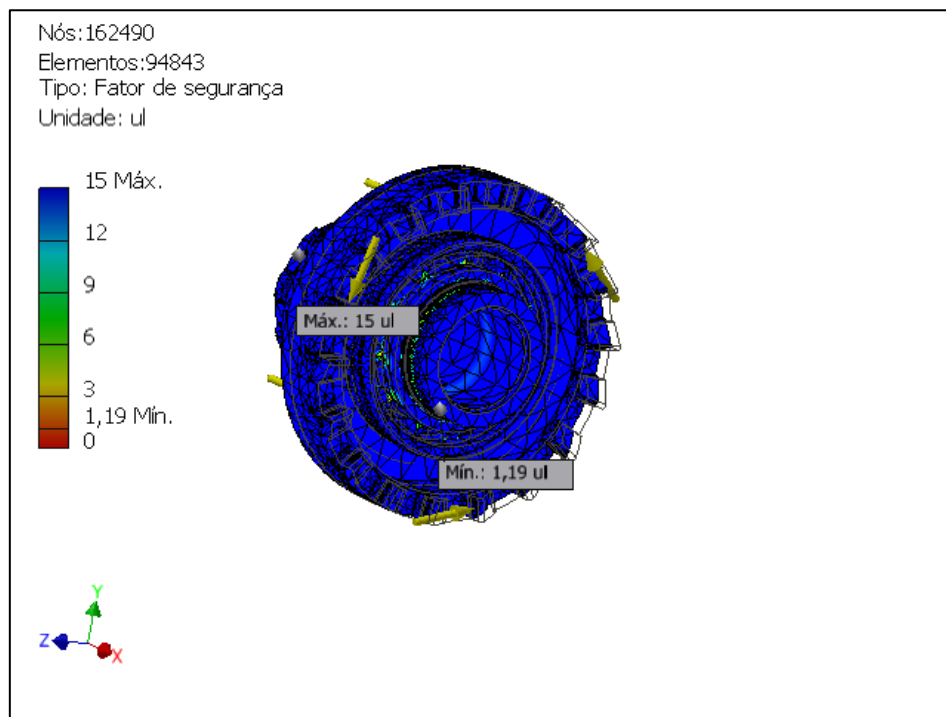 Nós:162490
Elementos:94843
Tipo: Fator de segurança
Unidade: ul
15 Máx.
12
9
6
3
1,19 Mín.
0
Máx.: 15 ul
Mín.: 1,19 ul
Y
Z
X